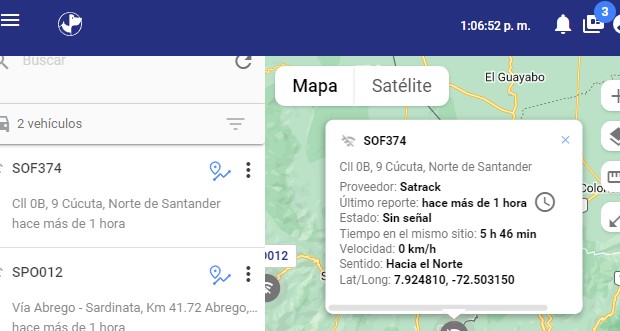 1:06:52 p. m.
3
Buscar
2 vehículos
SOF374
Cll 0B, 9 Cúcuta, Norte de Santander
hace más de 1 hora
SPO012
Vía Abrego - Sardinata, Km 41.72 Abrego,...
hace más de 1 hora
Mapa
Satélite
El Guayabo
SOF374
Cll 0B, 9 Cúcuta, Norte de Santander
Proveedor: Satrack
Último reporte: hace más de 1 hora
Estado: Sin señal
Tiempo en el mismo sitio: 5 h 46 min
Velocidad: 0 km/h
Sentido: Hacia el Norte
Lat/Long: 7.924810, -72.503150
O012
Colon